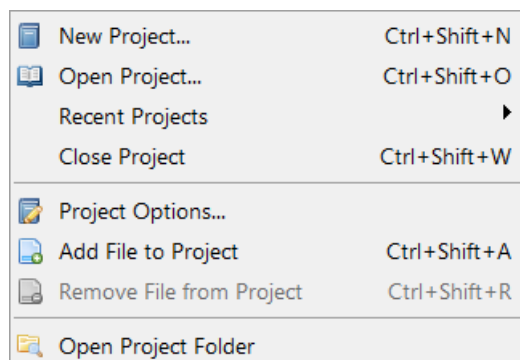 New Project... Ctrl+Shift+N
Open Project... Ctrl+Shift+O
Recent Projects
Close Project Ctrl+Shift+W
Project Options...
Add File to Project Ctrl+Shift+A
Remove File from Project Ctrl+Shift+R
Open Project Folder